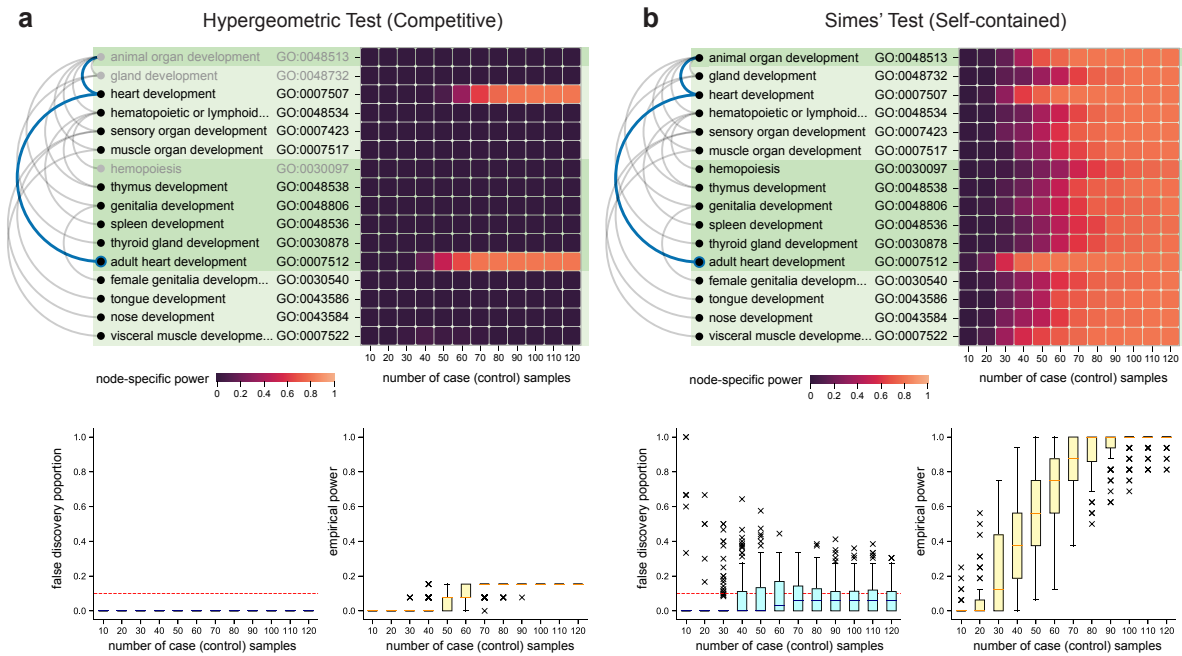 a
Hypergeometric Test (Competitive)
animal organ development GO:0048513
gland development GO:0048732
heart development GO:0007507
hematopoietic or lymphoid... GO:0048534
sensory organ development GO:0007423
muscle organ development GO:0007517
hemopoiesis GO:0030097
thymus development GO:0048538
genitalia development GO:0048806
spleen development GO:0048536
thyroid gland development GO:0030878
adult heart development GO:0007512
female genitalia developm... GO:0030540
tongue development GO:0043586
nose development GO:0043584
visceral muscle developme... GO:0007522
10 20 30 40 50 60 70 80 90 100 110 120
number of case (control) samples
node-specific power
0 0.2 0.4 0.6 0.8 1
b
Simes' Test (Self-contained)
animal organ development GO:0048513
gland development GO:0048732
heart development GO:0007507
hematopoietic or lymphoid... GO:0048534
sensory organ development GO:0007423
muscle organ development GO:0007517
hemopoiesis GO:0030097
thymus development GO:0048538
genitalia development GO:0048806
spleen development GO:0048536
thyroid gland development GO:0030878
adult heart development GO:0007512
female genitalia developm... GO:0030540
tongue development GO:0043586
nose development GO:0043584
visceral muscle developme... GO:0007522
10 20 30 40 50 60 70 80 90 100 110 120
number of case (control) samples
node-specific power
0 0.2 0.4 0.6 0.8 1
false discovery poportion
1.0
0.8
0.6
0.4
0.2
0.0
10 20 30 40 50 60 70 80 90 100 110 120
number of case (control) samples
empirical power
1.0
0.8
0.6
0.4
0.2
0.0
10 20 30 40 50 60 70 80 90 100 110 120
number of case (control) samples
false discovery poportion
1.0
0.8
0.6
0.4
0.2
0.0
10 20 30 40 50 60 70 80 90 100 110 120
number of case (control) samples
empirical power
1.0
0.8
0.6
0.4
0.2
0.0
10 20 30 40 50 60 70 80 90 100 110 120
number of case (control) samples